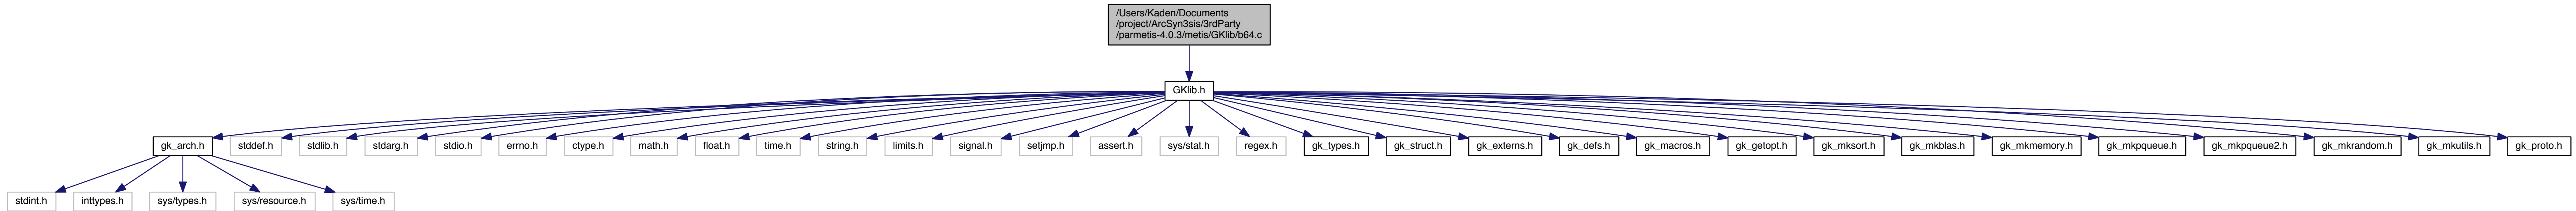 /Users/Kaden/Documents
/project/ArcSyn3sis/3rdParty
/parmetis-4.0.3/metis/GKlib/b64.c
GKlib.h
gk_arch.h
stddef.h
stdlib.h
stdarg.h
stdio.h
errno.h
ctype.h
math.h
float.h
time.h
string.h
limits.h
signal.h
setjmp.h
assert.h
sys/stat.h
regex.h
gk_types.h
gk_struct.h
gk_externs.h
gk_defs.h
gk_macros.h
gk_getopt.h
gk_mksort.h
gk_mkblas.h
gk_mkmemory.h
gk_mkpqueue.h
gk_mkpqueue2.h
gk_mkrandom.h
gk_mkutils.h
gk_proto.h
stdint.h
inttypes.h
sys/types.h
sys/resource.h
sys/time.h